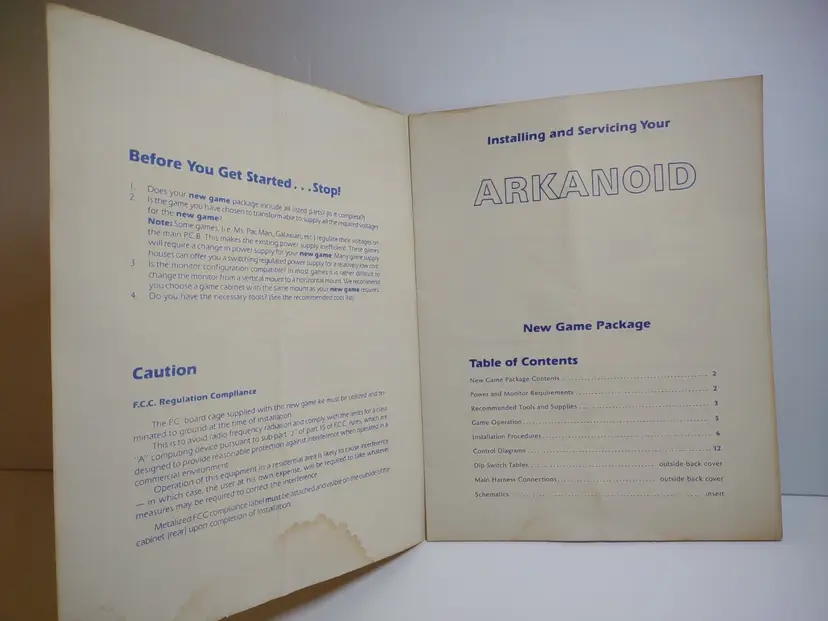 Before You Get Started . . . Stop!
1. Does your new game package include all listed parts? (Is it complete?)
2. Is the game you have chosen to transform able to supply all the required voltages
for the new game?
Note: Some games, (i.e. Ms. Pac Man, Galaxian, etc.) regulate their voltages on
the main P.C.B. This makes the existing power supply inefficient. These games
will require a change in power supply for your new game. Many game supply
houses can offer you a switching regulated power supply for a relatively low cost.
3. Is the monitor configuration compatible? In most games it is rather difficult to
change the monitor from a vertical mount to a horizontal mount. We recommend
you choose a game cabinet with the same mount as your new game requires.
4. Do you have the necessary tools? (See the recommended tool list)
Caution
F.C.C. Regulation Compliance
The P.C. board cage supplied with the new game kit must be utilized and ter-
minated to ground at the time of installation.
This is to avoid radio frequency radiation and comply with the limits for a class
"A" computing device pursuant to sub-part "J" of part 15 of F.C.C. rules, which are
designed to provide reasonable protection against interference when operated in a
commercial environment.
Operation of this equipment in a residential area is likely to cause interference
— in which case, the user at his own expense, will be required to take whatever
measures may be required to correct the interference.
Metalized F.C.C. compliance label must be attached and visible on the outside of the
cabinet (rear) upon completion of installation.
Installing and Servicing Your
ARKANOID
New Game Package
Table of Contents
New Game Package Contents . . . . . . . . . . 2
Power and Monitor Requirements . . . . . . . . . . 2
Recommended Tools and Supplies . . . . . . . . . . 3
Game Operation . . . . . . . . . . 5
Installation Procedures . . . . . . . . . . 6
Control Diagrams . . . . . . . . . . 12
Dip Switch Tables . . . . . . . . . . outside back cover
Main Harness Connections . . . . . . . . . . outside back cover
Schematics . . . . . . . . . . insert